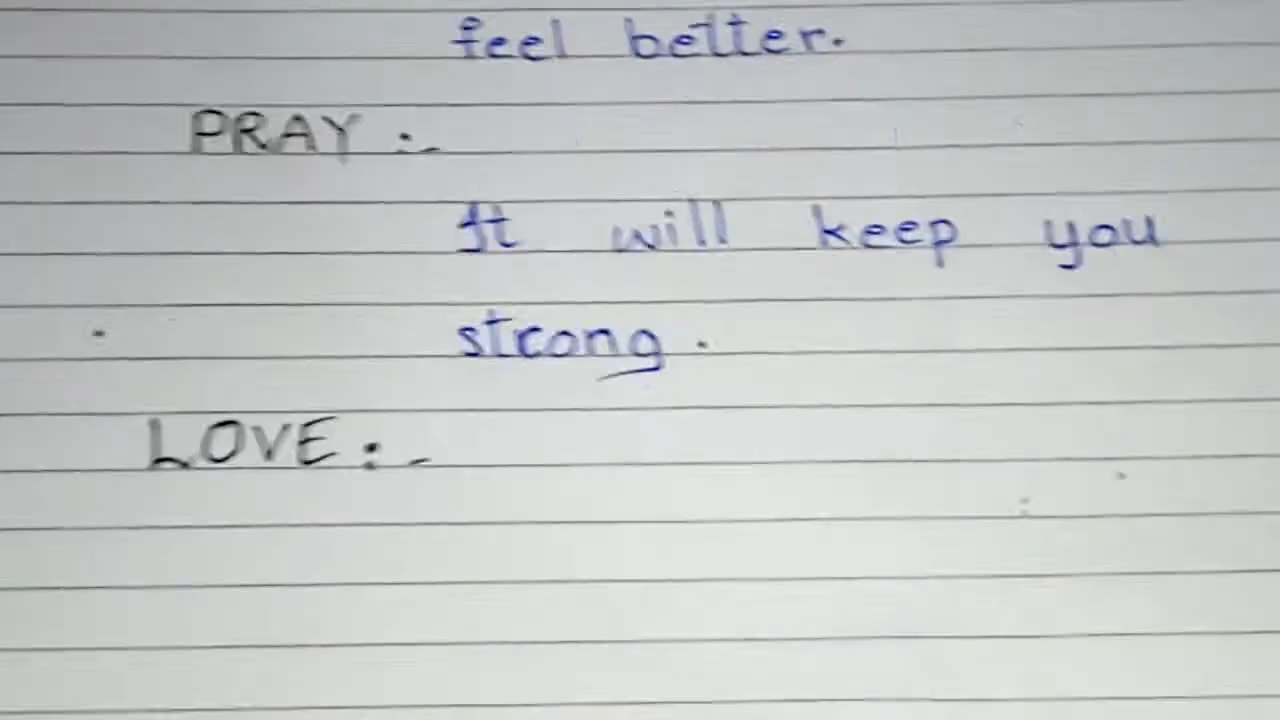 feel better.
PRAY :-
It will keep you
strong.
LOVE :-